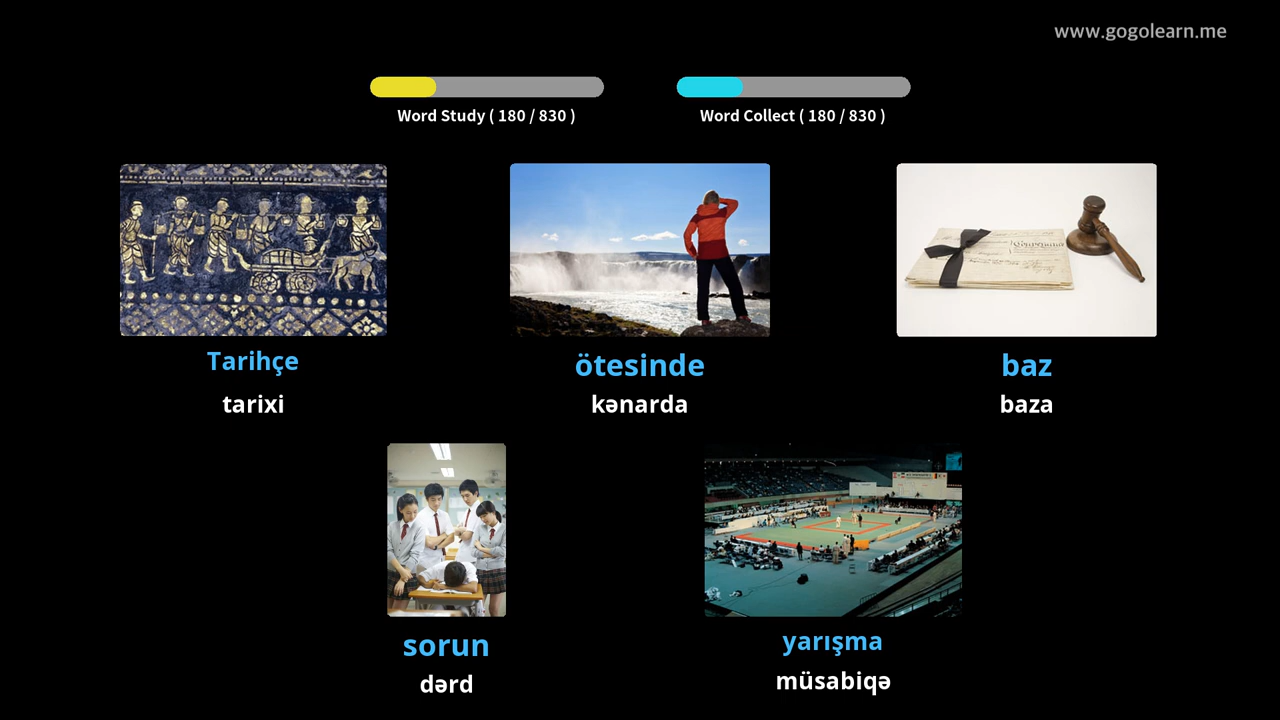 www.gogolearn.me
Word Study ( 180 / 830 )
Word Collect ( 180 / 830 )
Tarihçe
tarixi
ötesinde
kənarda
baz
baza
sorun
dərd
yarışma
müsabiqə